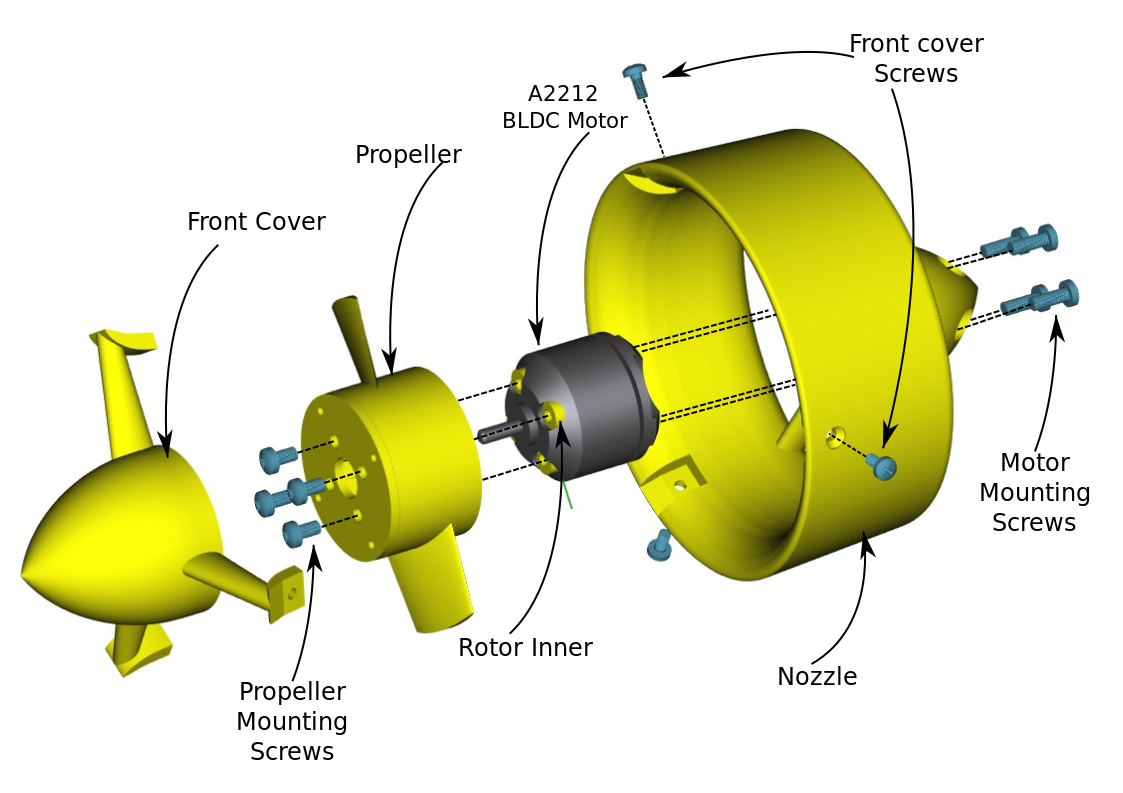 Front cover
Screws
A2212
BLDC Motor
Propeller
Front Cover
Motor
Mounting
Screws
Rotor Inner
Nozzle
Propeller
Mounting
Screws